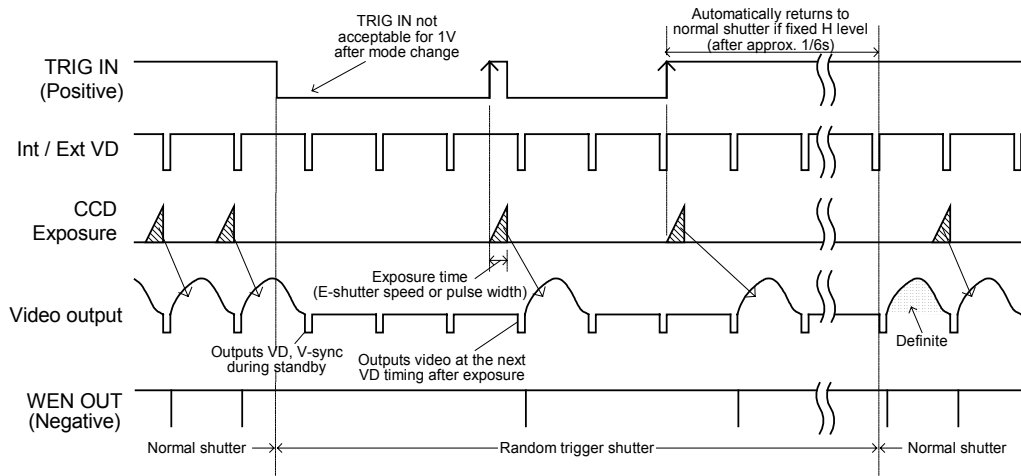 TRIG IN not
acceptable for 1V
after mode change
Automatically returns to
normal shutter if fixed H level
(after approx. 1/6s)
TRIG IN
(Positive)
Int / Ext VD
CCD
Exposure
Exposure time
(E-shutter speed or pulse width)
Video output
Outputs VD, V-sync
during standby
Outputs video at the next
VD timing after exposure
Definite
WEN OUT
(Negative)
Normal shutter
Random trigger shutter
Normal shutter